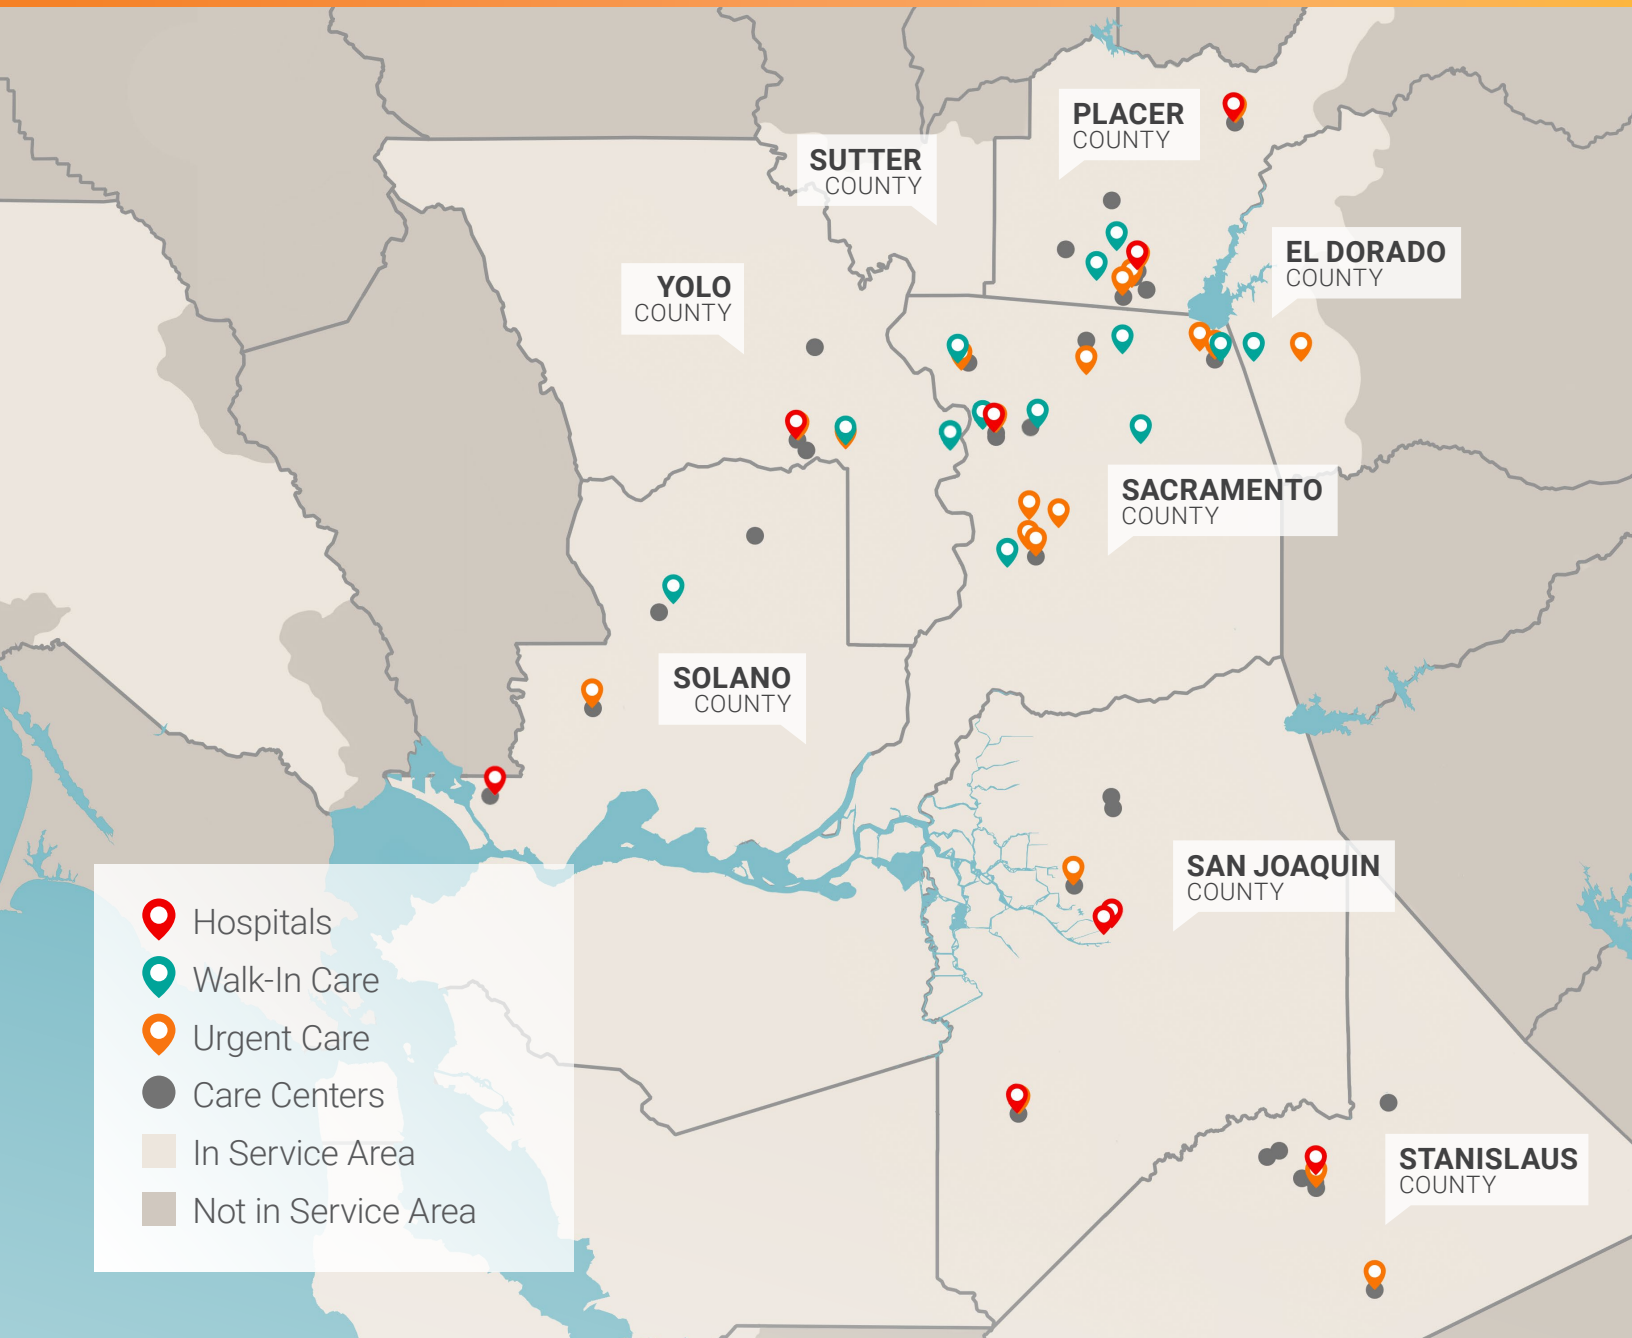 PLACER
COUNTY
SUTTER
COUNTY
EL DORADO
COUNTY
YOLO
COUNTY
SACRAMENTO
COUNTY
SOLANO
COUNTY
SAN JOAQUIN
COUNTY
STANISLAUS
COUNTY
Hospitals
Walk-In Care
Urgent Care
Care Centers
In Service Area
Not in Service Area